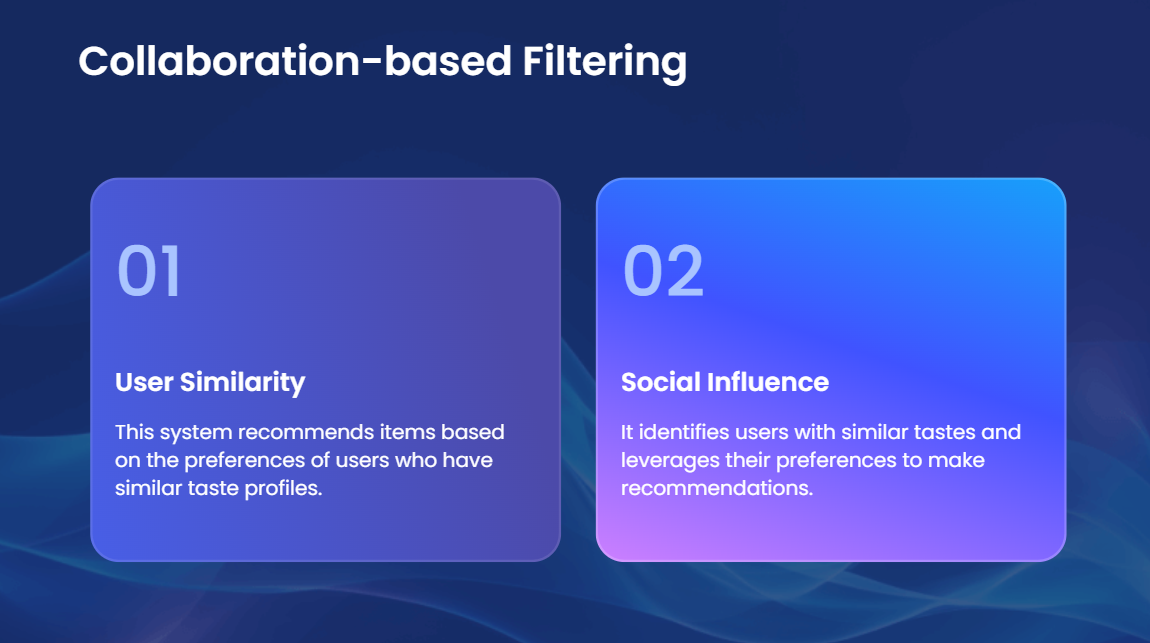 Collaboration-based Filtering
01
User Similarity
This system recommends items based
on the preferences of users who have
similar taste profiles.
02
Social Influence
It identifies users with similar tastes and
leverages their preferences to make
recommendations.